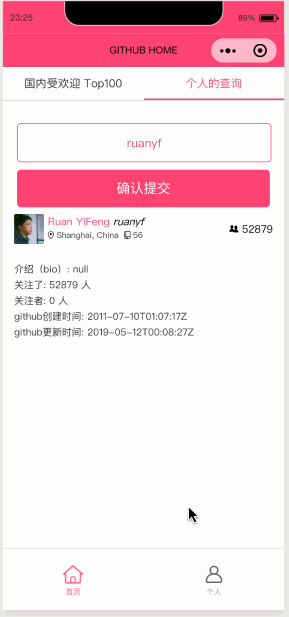 23:25
89%
GITHUB HOME
国内受欢迎 Top100
个人的查询
ruanyf
确认提交
Ruan YiFeng ruanyf
Shanghai, China 56
52879
介绍（bio）: null
关注了: 52879 人
关注者: 0 人
github创建时间: 2011-07-10T01:07:17Z
github更新时间: 2019-05-12T00:08:27Z
首页
个人